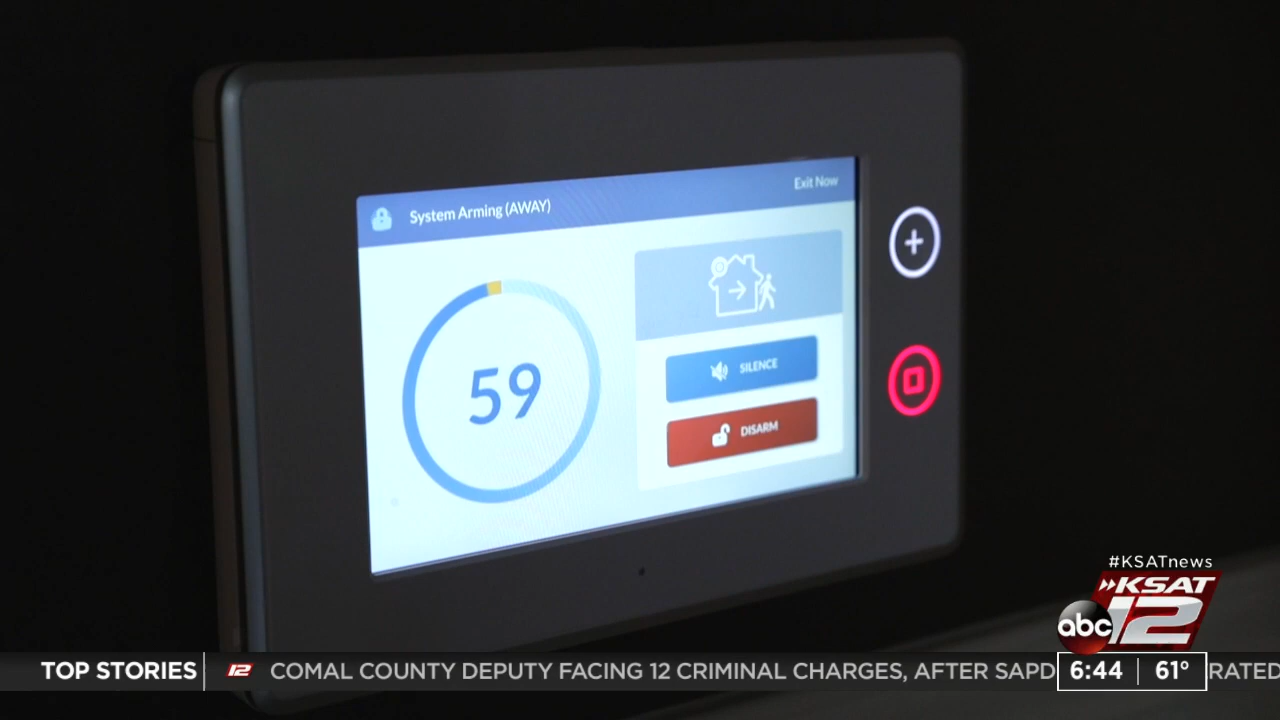 System Arming (AWAY)
Exit Now
59
SILENCE
DISARM
#KSATnews
KSAT
abc 12
TOP STORIES 12 COMAL COUNTY DEPUTY FACING 12 CRIMINAL CHARGES, AFTER SAPD
6:44 61° RATED